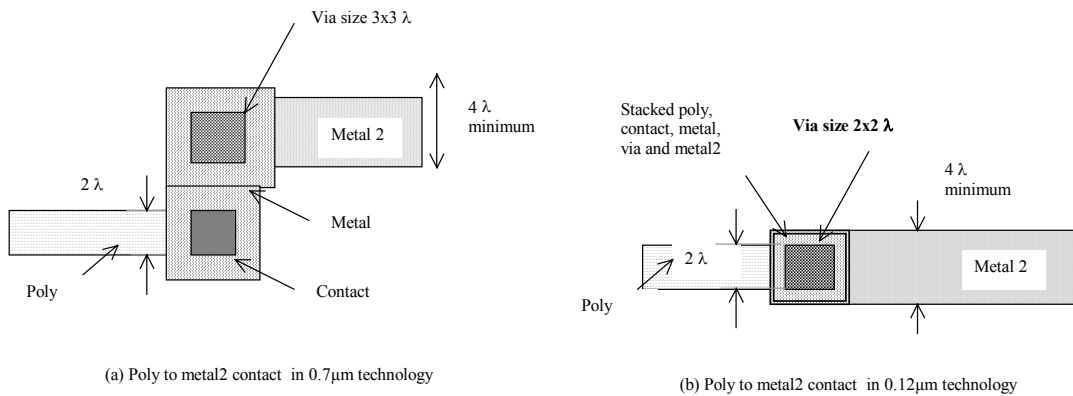 Via size 3x3 λ
Metal 2
4 λ
minimum
2 λ
Metal
Poly
Contact
(a) Poly to metal2 contact in 0.7µm technology
Stacked poly,
contact, metal,
via and metal2
Via size 2x2 λ
4 λ
minimum
2 λ
Metal 2
Poly
(b) Poly to metal2 contact in 0.12µm technology